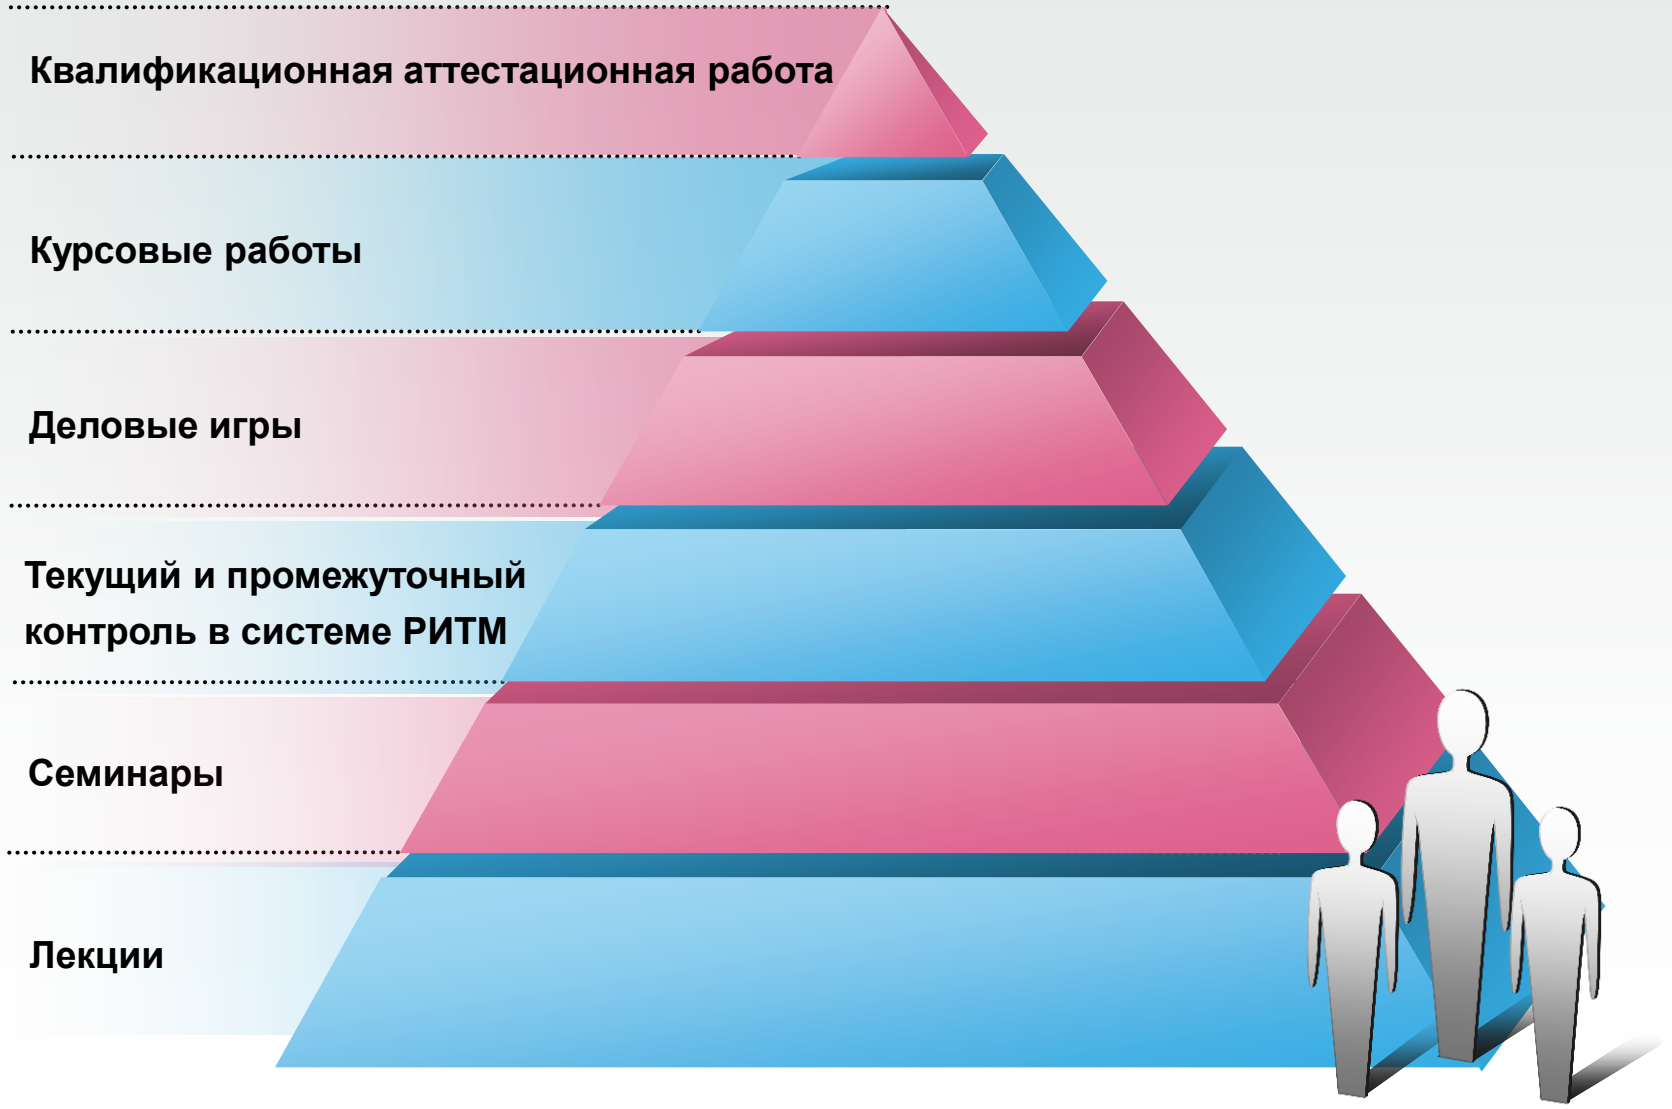 Квалификационная аттестационная работа
Курсовые работы
Деловые игры
Текущий и промежуточный
контроль в системе РИТМ
Семинары
Лекции